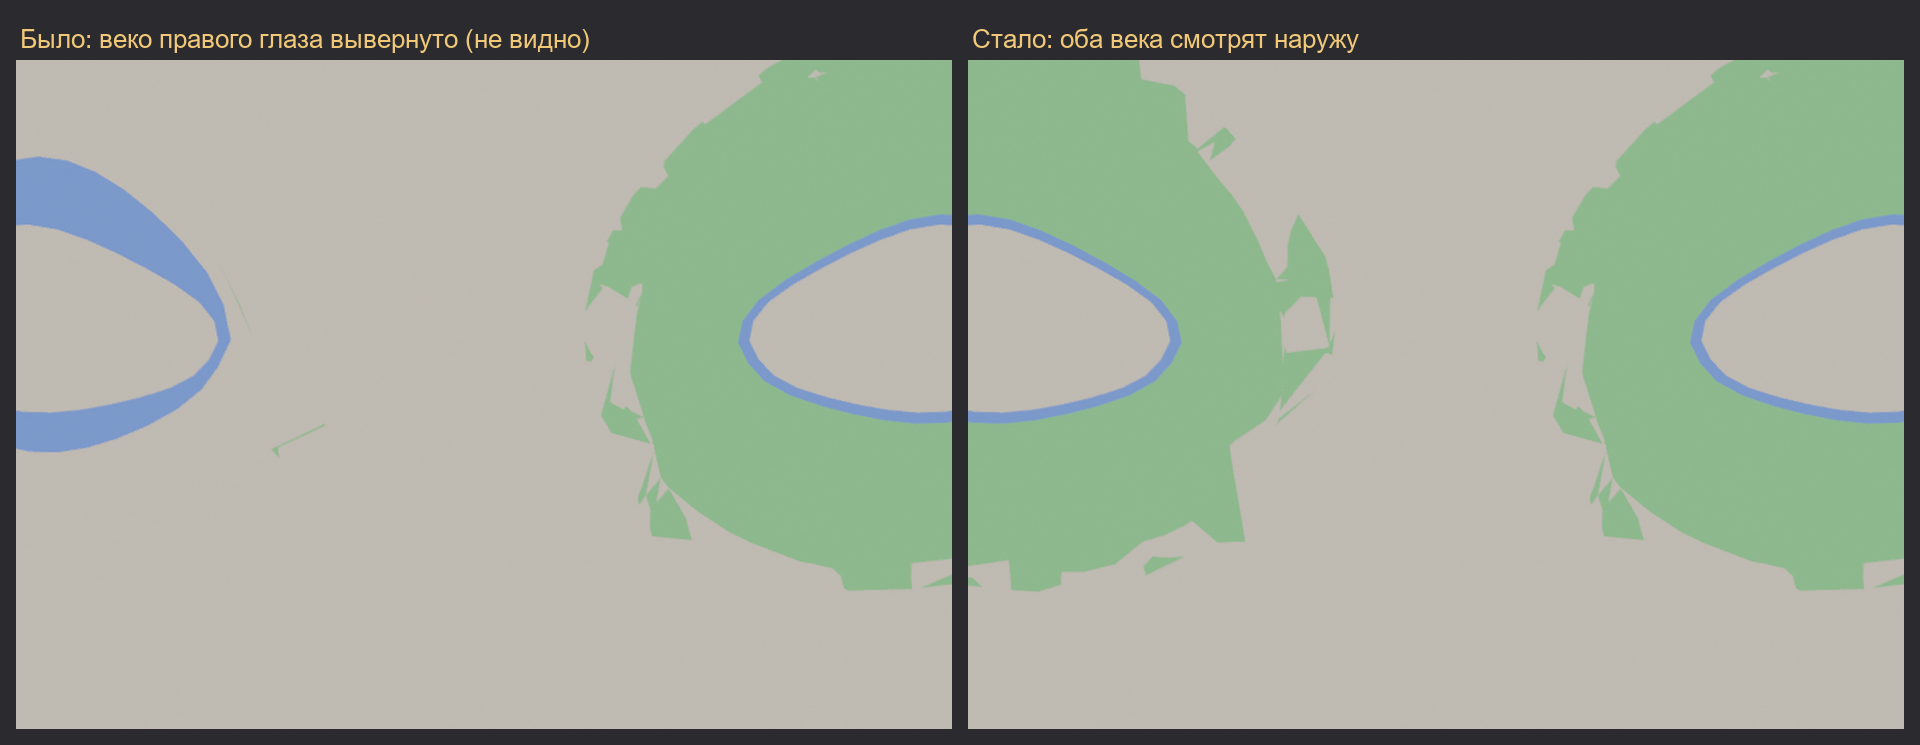 Было: веко правого глаза вывернуто (не видно)
Стало: оба века смотрят наружу